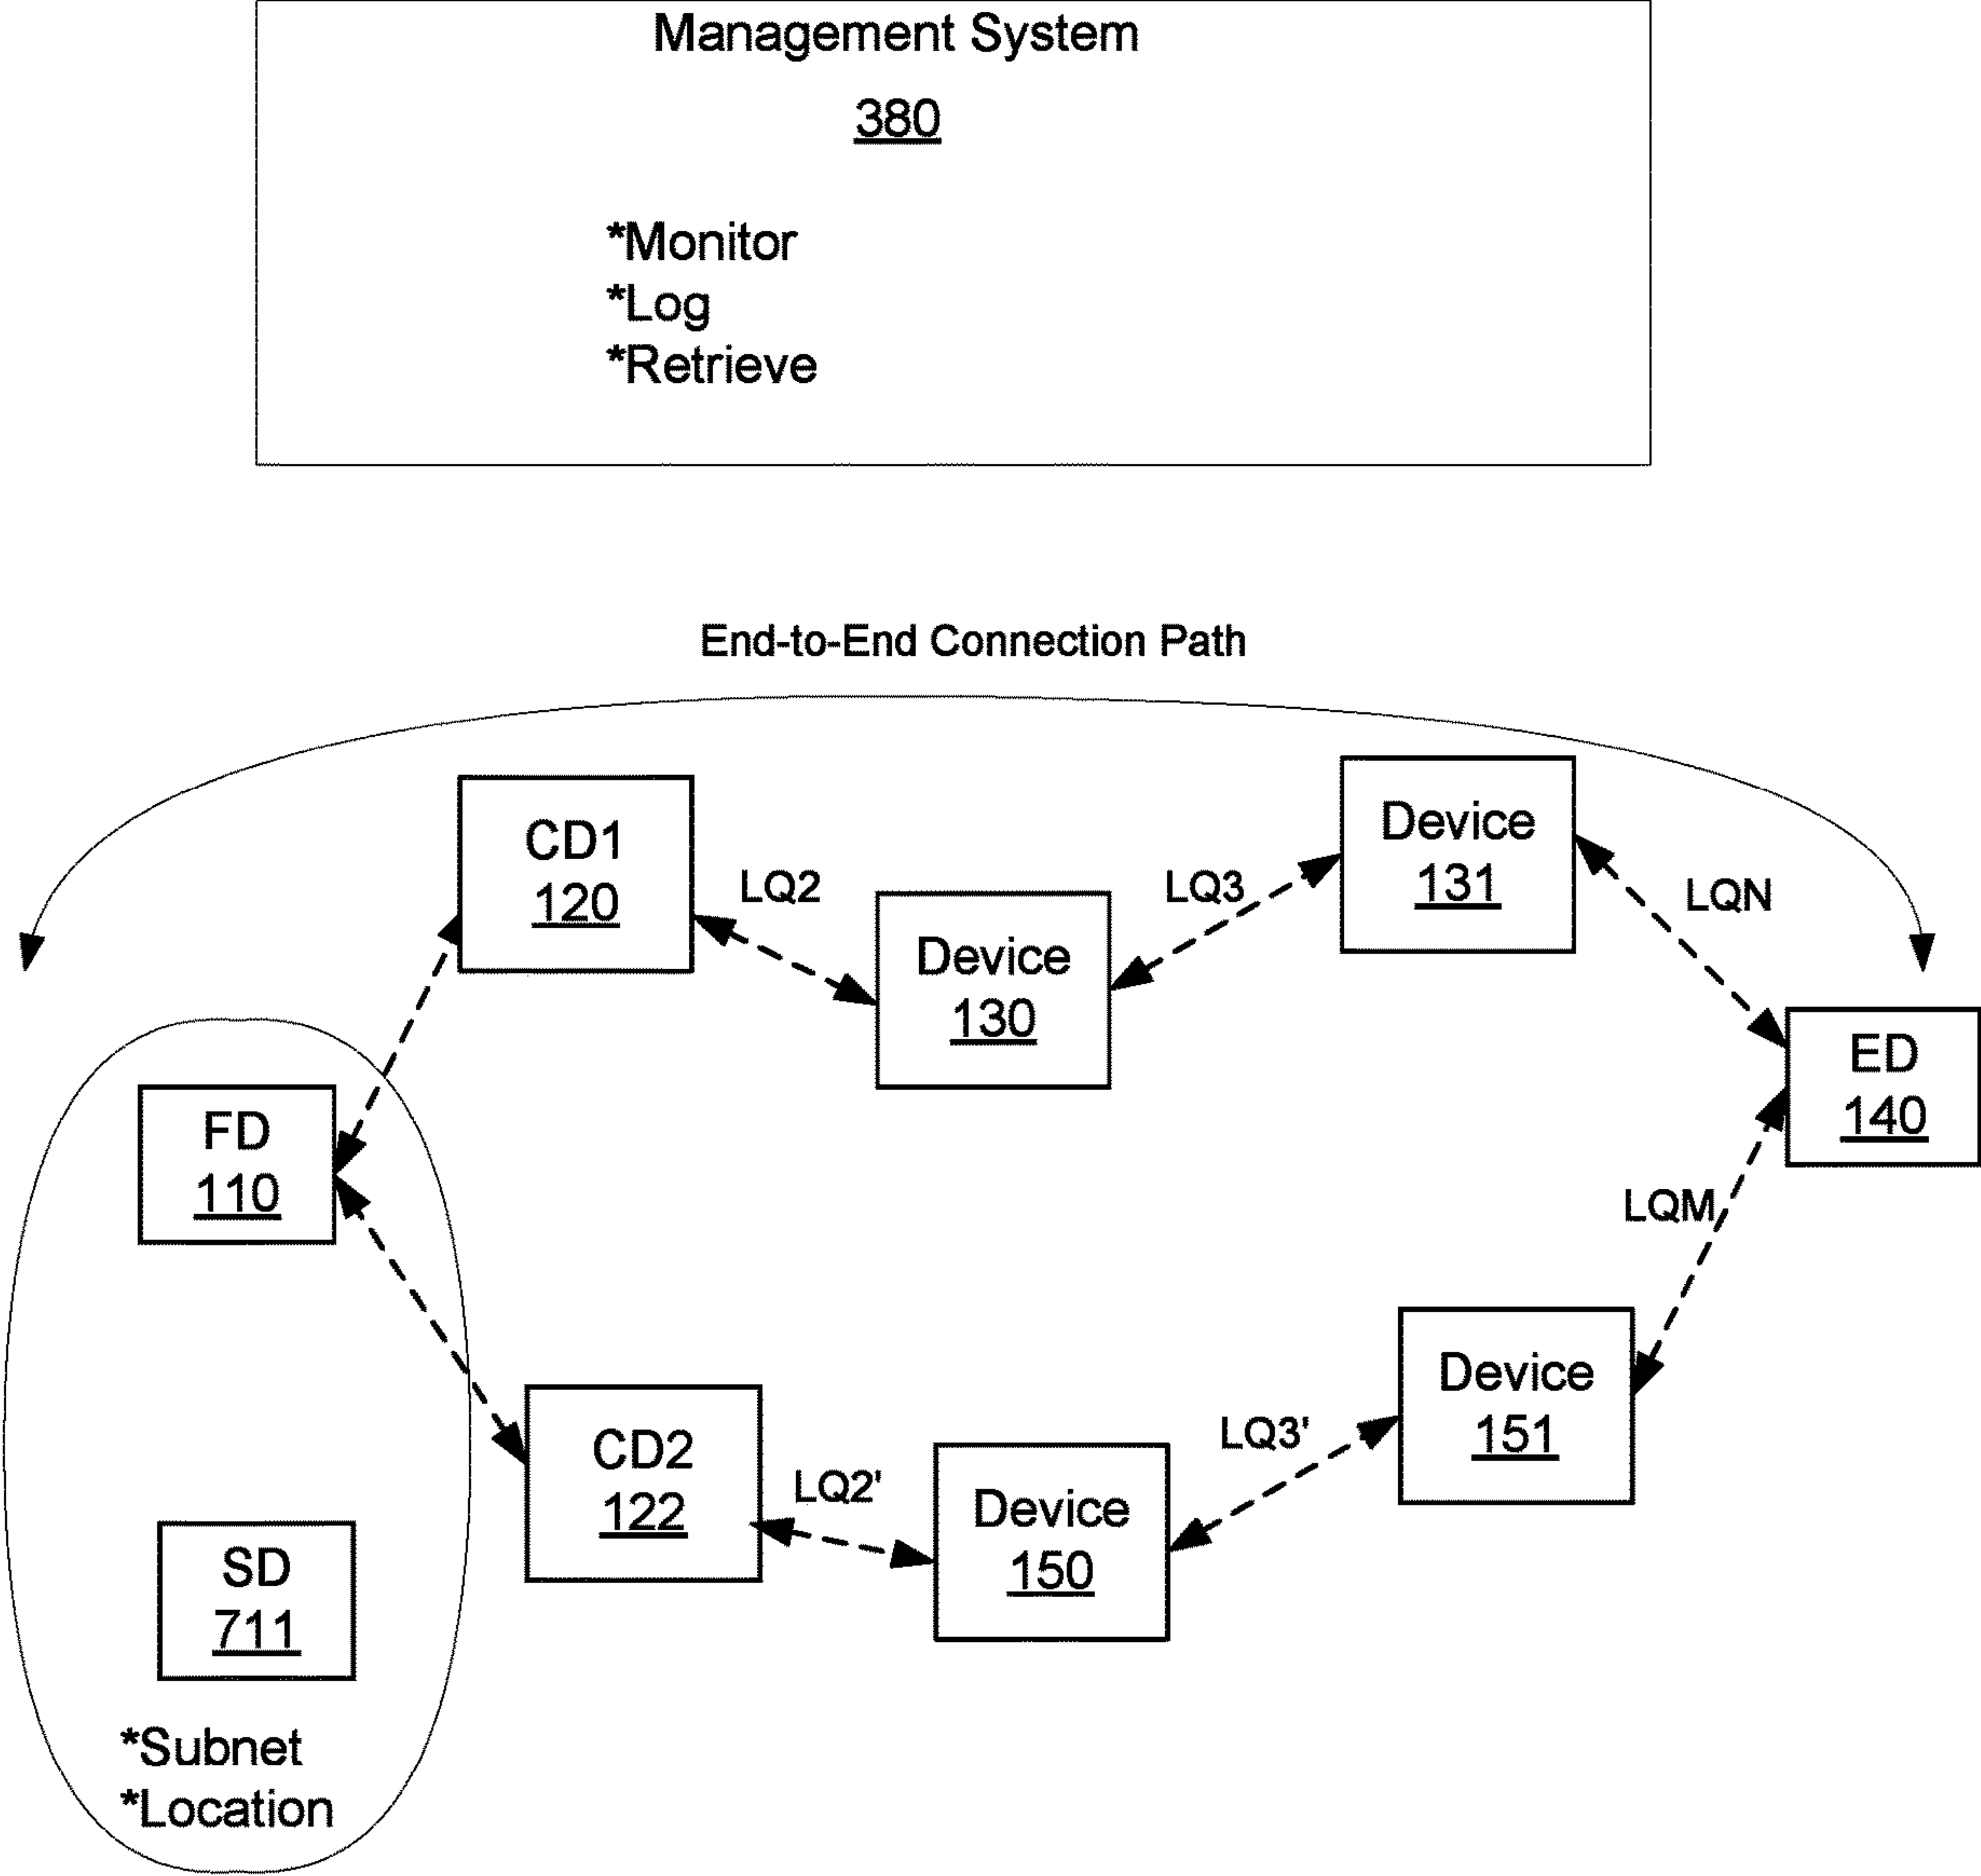 Management System
380
*Monitor
*Log
*Retrieve
End-to-End Connection Path
CD1
120
LQ2
Device
130
LQ3
Device
131
LQN
ED
140
FD
110
LQM
CD2
122
LQ2'
Device
150
LQ3'
Device
151
SD
711
*Subnet
*Location